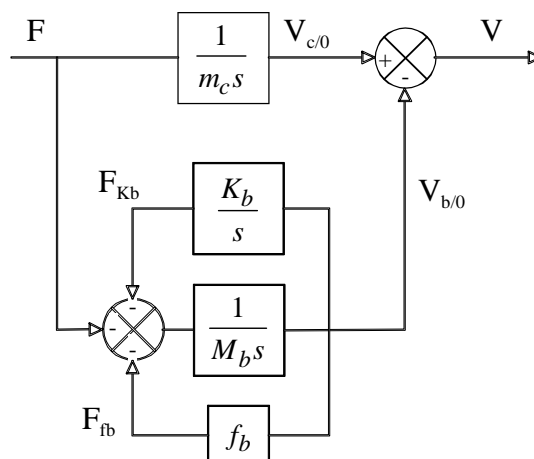 F
1
m_c s
V_c/0
+
-
V
F_Kb
K_b
s
V_b/0
-
-
-
1
M_b s
F_fb
f_b